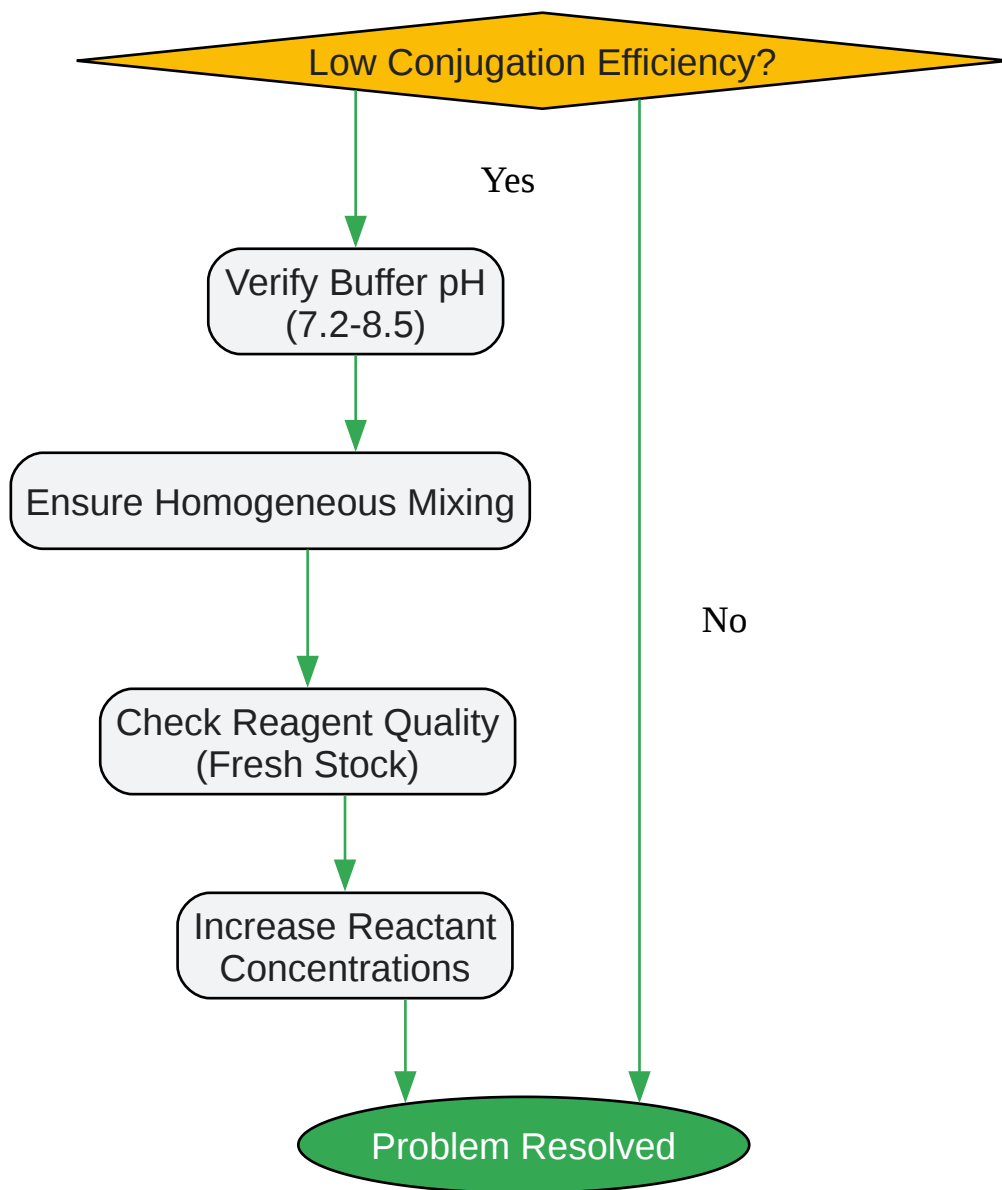 Low Conjugation Efficiency?
Yes
Verify Buffer pH
(7.2-8.5)
Ensure Homogeneous Mixing
No
Check Reagent Quality
(Fresh Stock)
Increase Reactant
Concentrations
Problem Resolved